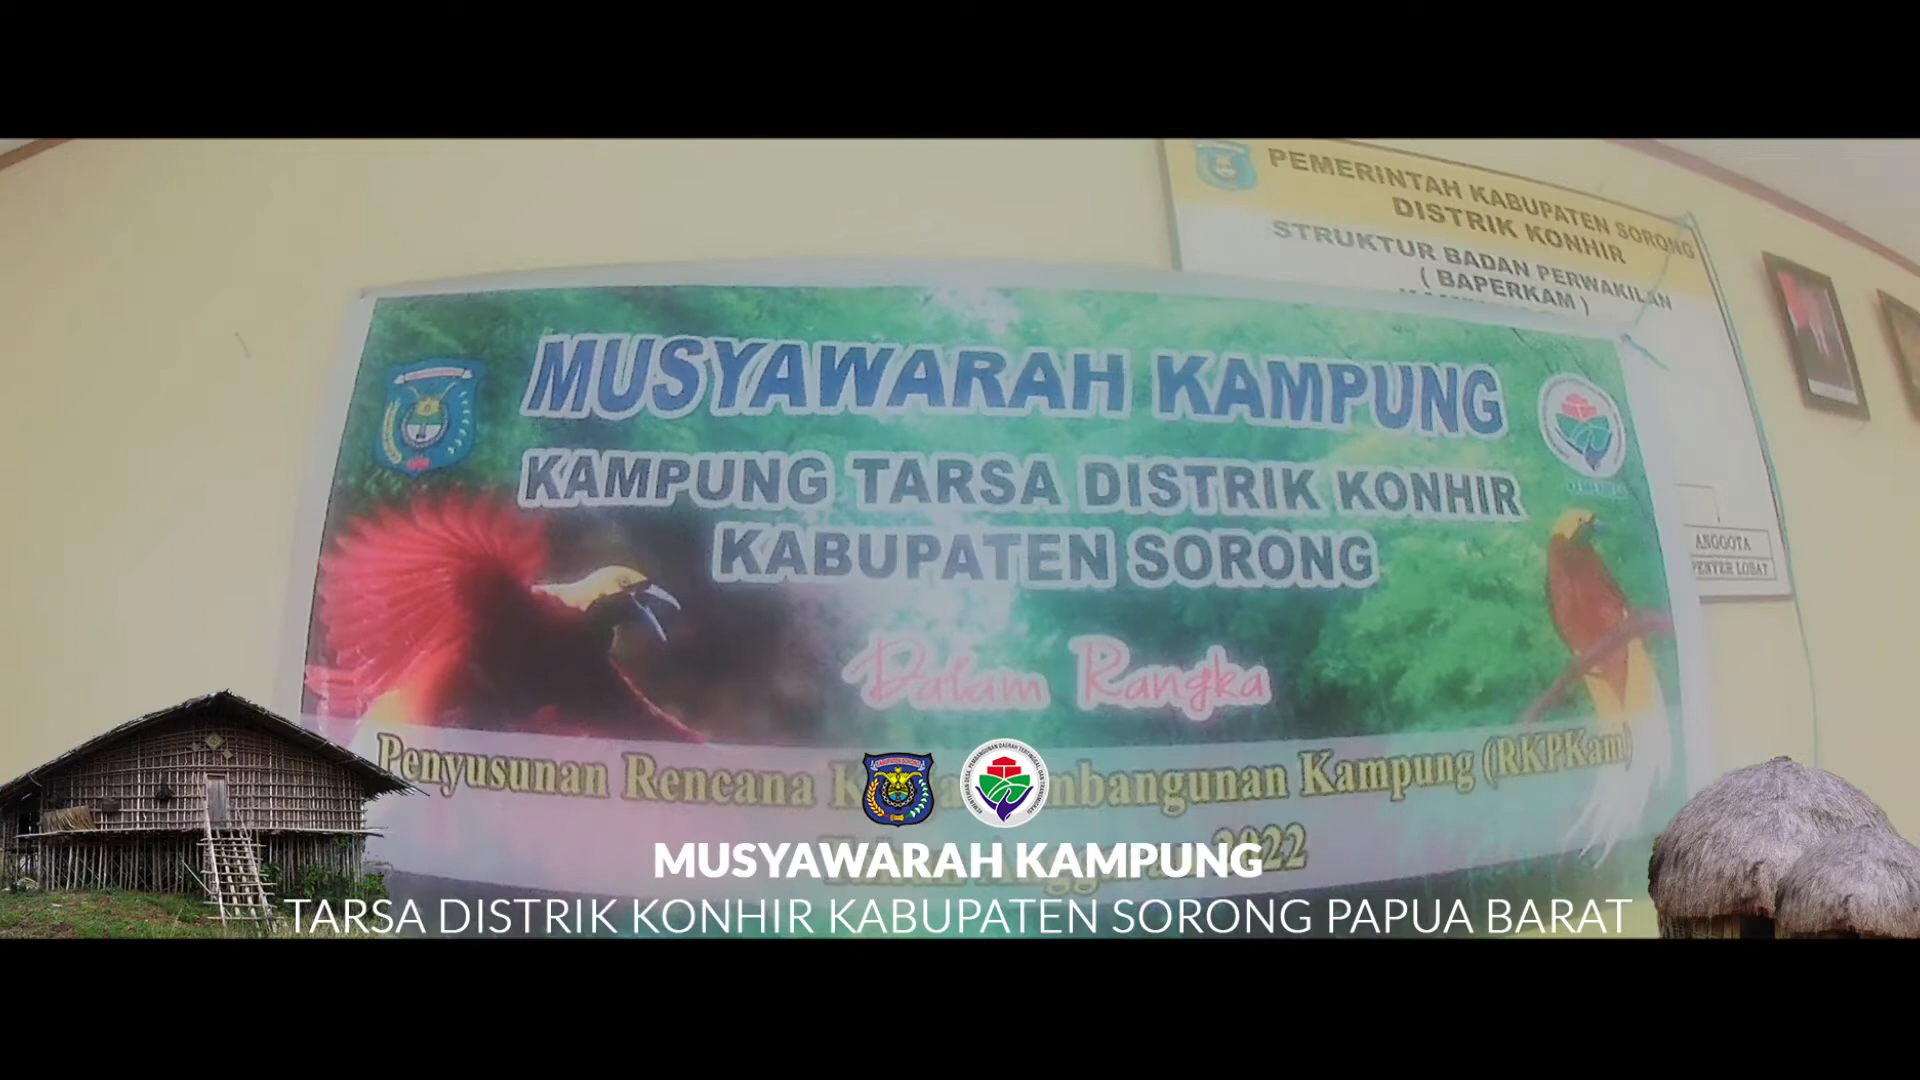 PEMERINTAH KABUPATEN SORONG
DISTRIK KONHIR
STRUKTUR BADAN PERWAKILAN
( BAPERKAM )
MUSYAWARAH KAMPUNG
KAMPUNG TARSA DISTRIK KONHIR
KABUPATEN SORONG
Dalam Rangka
Penyusunan Rencana Kampung (RKPKam)
2022
ANGGOTA
MUSYAWARAH KAMPUNG
TARSA DISTRIK KONHIR KABUPATEN SORONG PAPUA BARAT